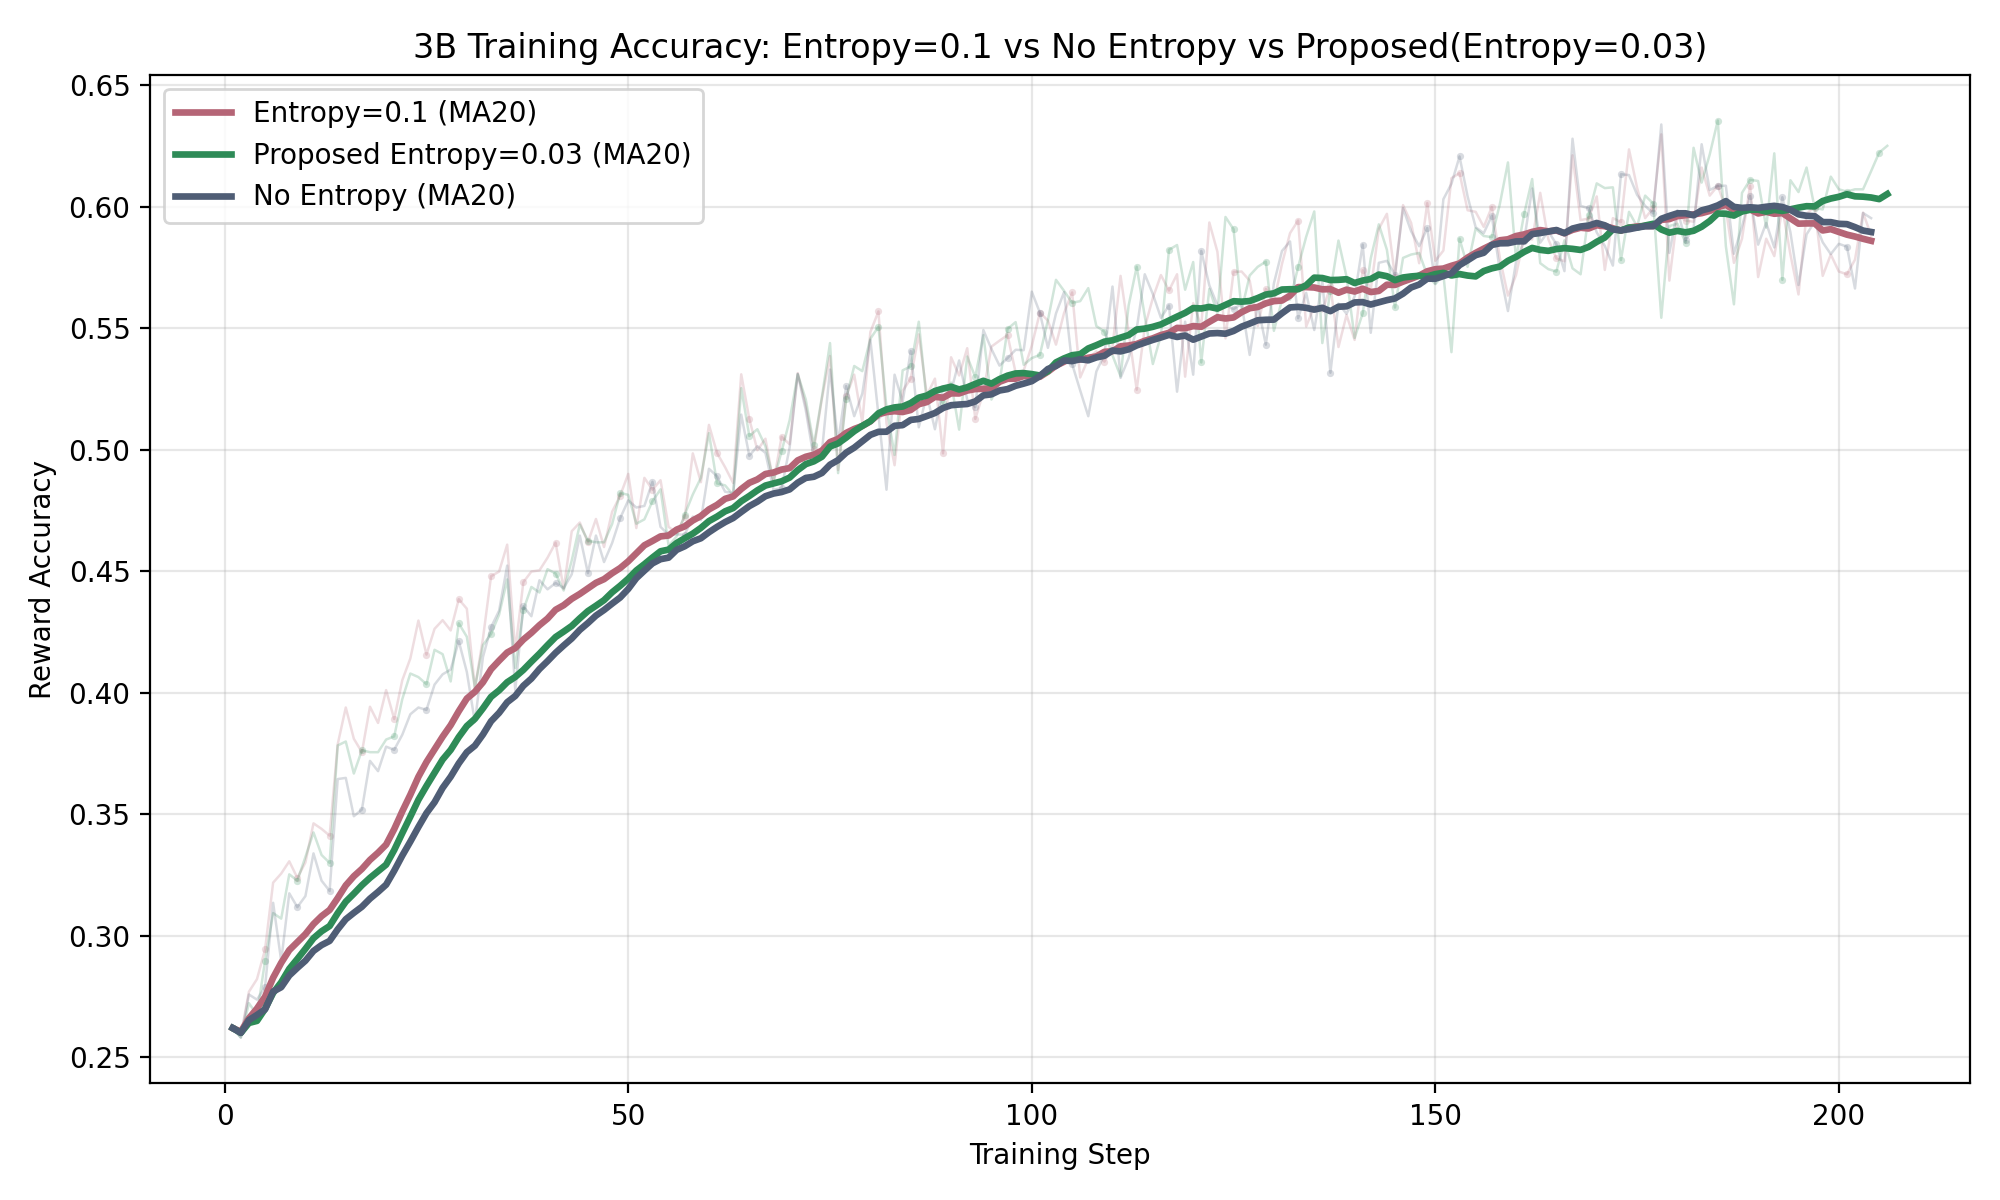 3B Training Accuracy: Entropy=0.1 vs No Entropy vs Proposed(Entropy=0.03)
Entropy=0.1 (MA20)
Proposed Entropy=0.03 (MA20)
No Entropy (MA20)
Reward Accuracy
0.65
0.60
0.55
0.50
0.45
0.40
0.35
0.30
0.25
0
50
100
150
200
Training Step